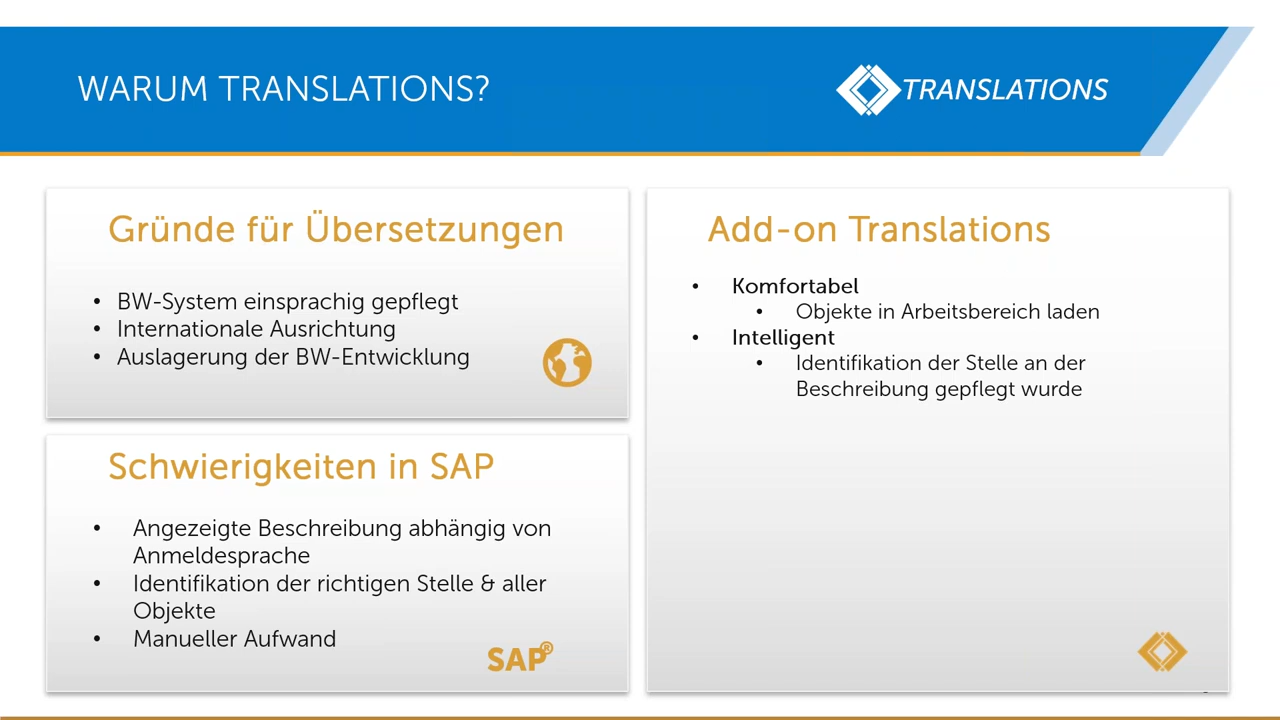 WARUM TRANSLATIONS?
TRANSLATIONS
Gründe für Übersetzungen
• BW-System einsprachig gepflegt
• Internationale Ausrichtung
• Auslagerung der BW-Entwicklung
Schwierigkeiten in SAP
• Angezeigte Beschreibung abhängig von
Anmeldesprache
• Identifikation der richtigen Stelle & aller
Objekte
• Manueller Aufwand
SAP®
Add-on Translations
• Komfortabel
• Objekte in Arbeitsbereich laden
• Intelligent
• Identifikation der Stelle an der
Beschreibung gepflegt wurde